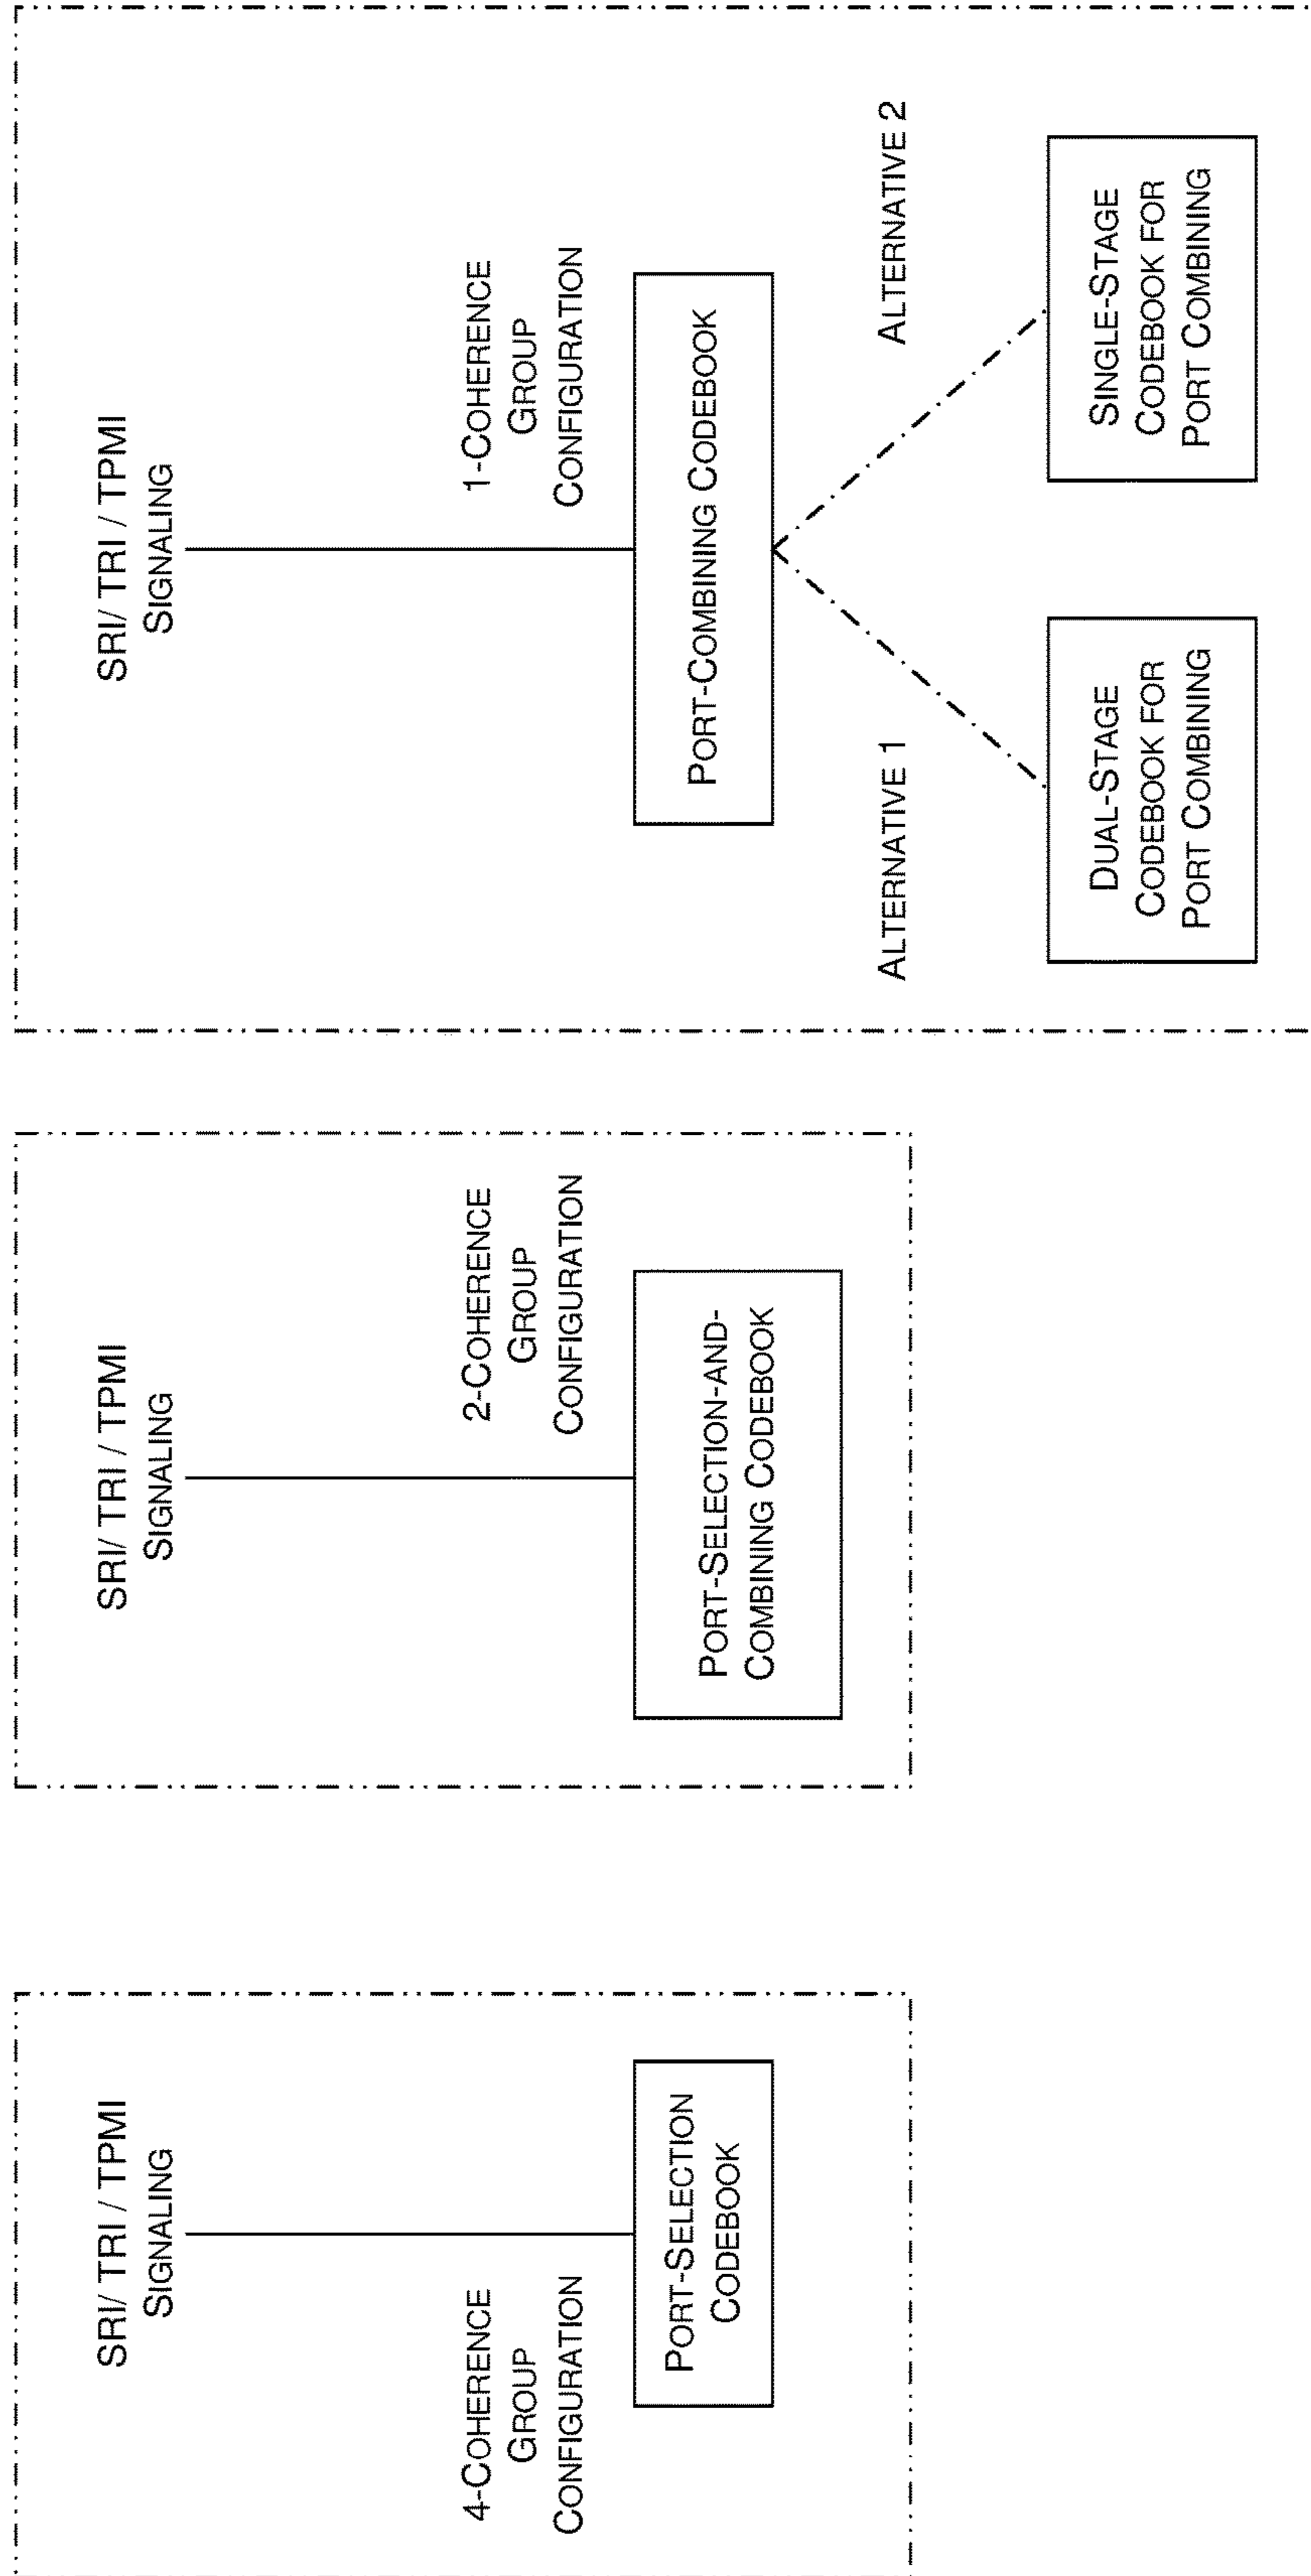 SRI/ TRI / TPMI
SIGNALING
4-COHERENCE
GROUP
CONFIGURATION
PORT-SELECTION
CODEBOOK
SRI/ TRI / TPMI
SIGNALING
2-COHERENCE
GROUP
CONFIGURATION
PORT-SELECTION-AND-
COMBINING CODEBOOK
SRI/ TRI / TPMI
SIGNALING
1-COHERENCE
GROUP
CONFIGURATION
PORT-COMBINING CODEBOOK
ALTERNATIVE 1
ALTERNATIVE 2
DUAL-STAGE
CODEBOOK FOR
PORT COMBINING
SINGLE-STAGE
CODEBOOK FOR
PORT COMBINING